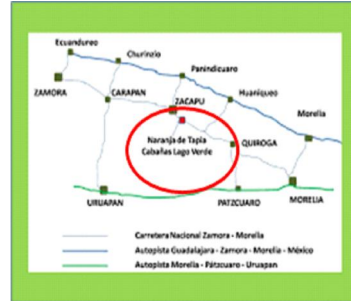 Ecuandureo
Churinzio
Panindicuaro
ZAMORA
CARAPAN
ZACAPU
Huaniqueo
Morelia
Naranja de Tapia
Cabañas Lago Verde
QUIROGA
URUAPAN
PATZCUARO
MORELIA
Carretera Nacional Zamora - Morelia
Autopista Guadalajara - Zamora - Morelia - México
Autopista Morelia - Pátzcuaro - Uruapan